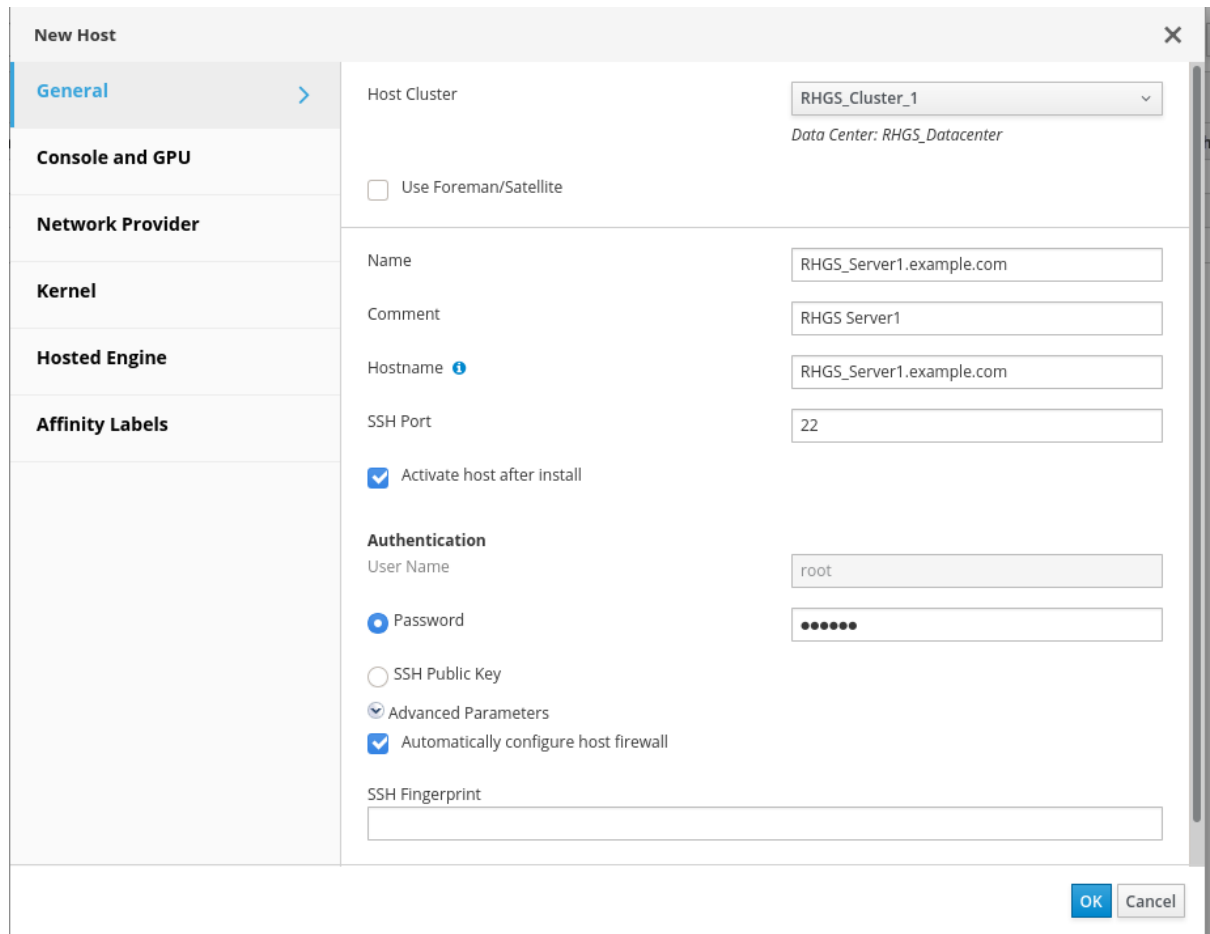 New Host
General
Console and GPU
Network Provider
Kernel
Hosted Engine
Affinity Labels
Host Cluster
RHGS_Cluster_1
Data Center: RHGS_Datacenter
Use Foreman/Satellite
Name
RHGS_Server1.example.com
Comment
RHGS Server1
Hostname
RHGS_Server1.example.com
SSH Port
22
Activate host after install
Authentication
User Name
root
Password
••••••
SSH Public Key
Advanced Parameters
Automatically configure host firewall
SSH Fingerprint
OK
Cancel